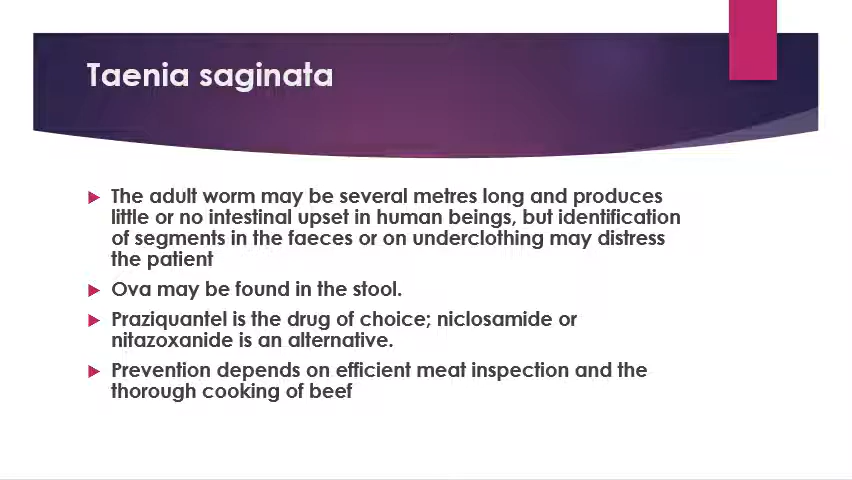 Taenia saginata
The adult worm may be several metres long and produces
little or no intestinal upset in human beings, but identification
of segments in the faeces or on underclothing may distress
the patient
Ova may be found in the stool.
Praziquantel is the drug of choice; niclosamide or
nitazoxanide is an alternative.
Prevention depends on efficient meat inspection and the
thorough cooking of beef